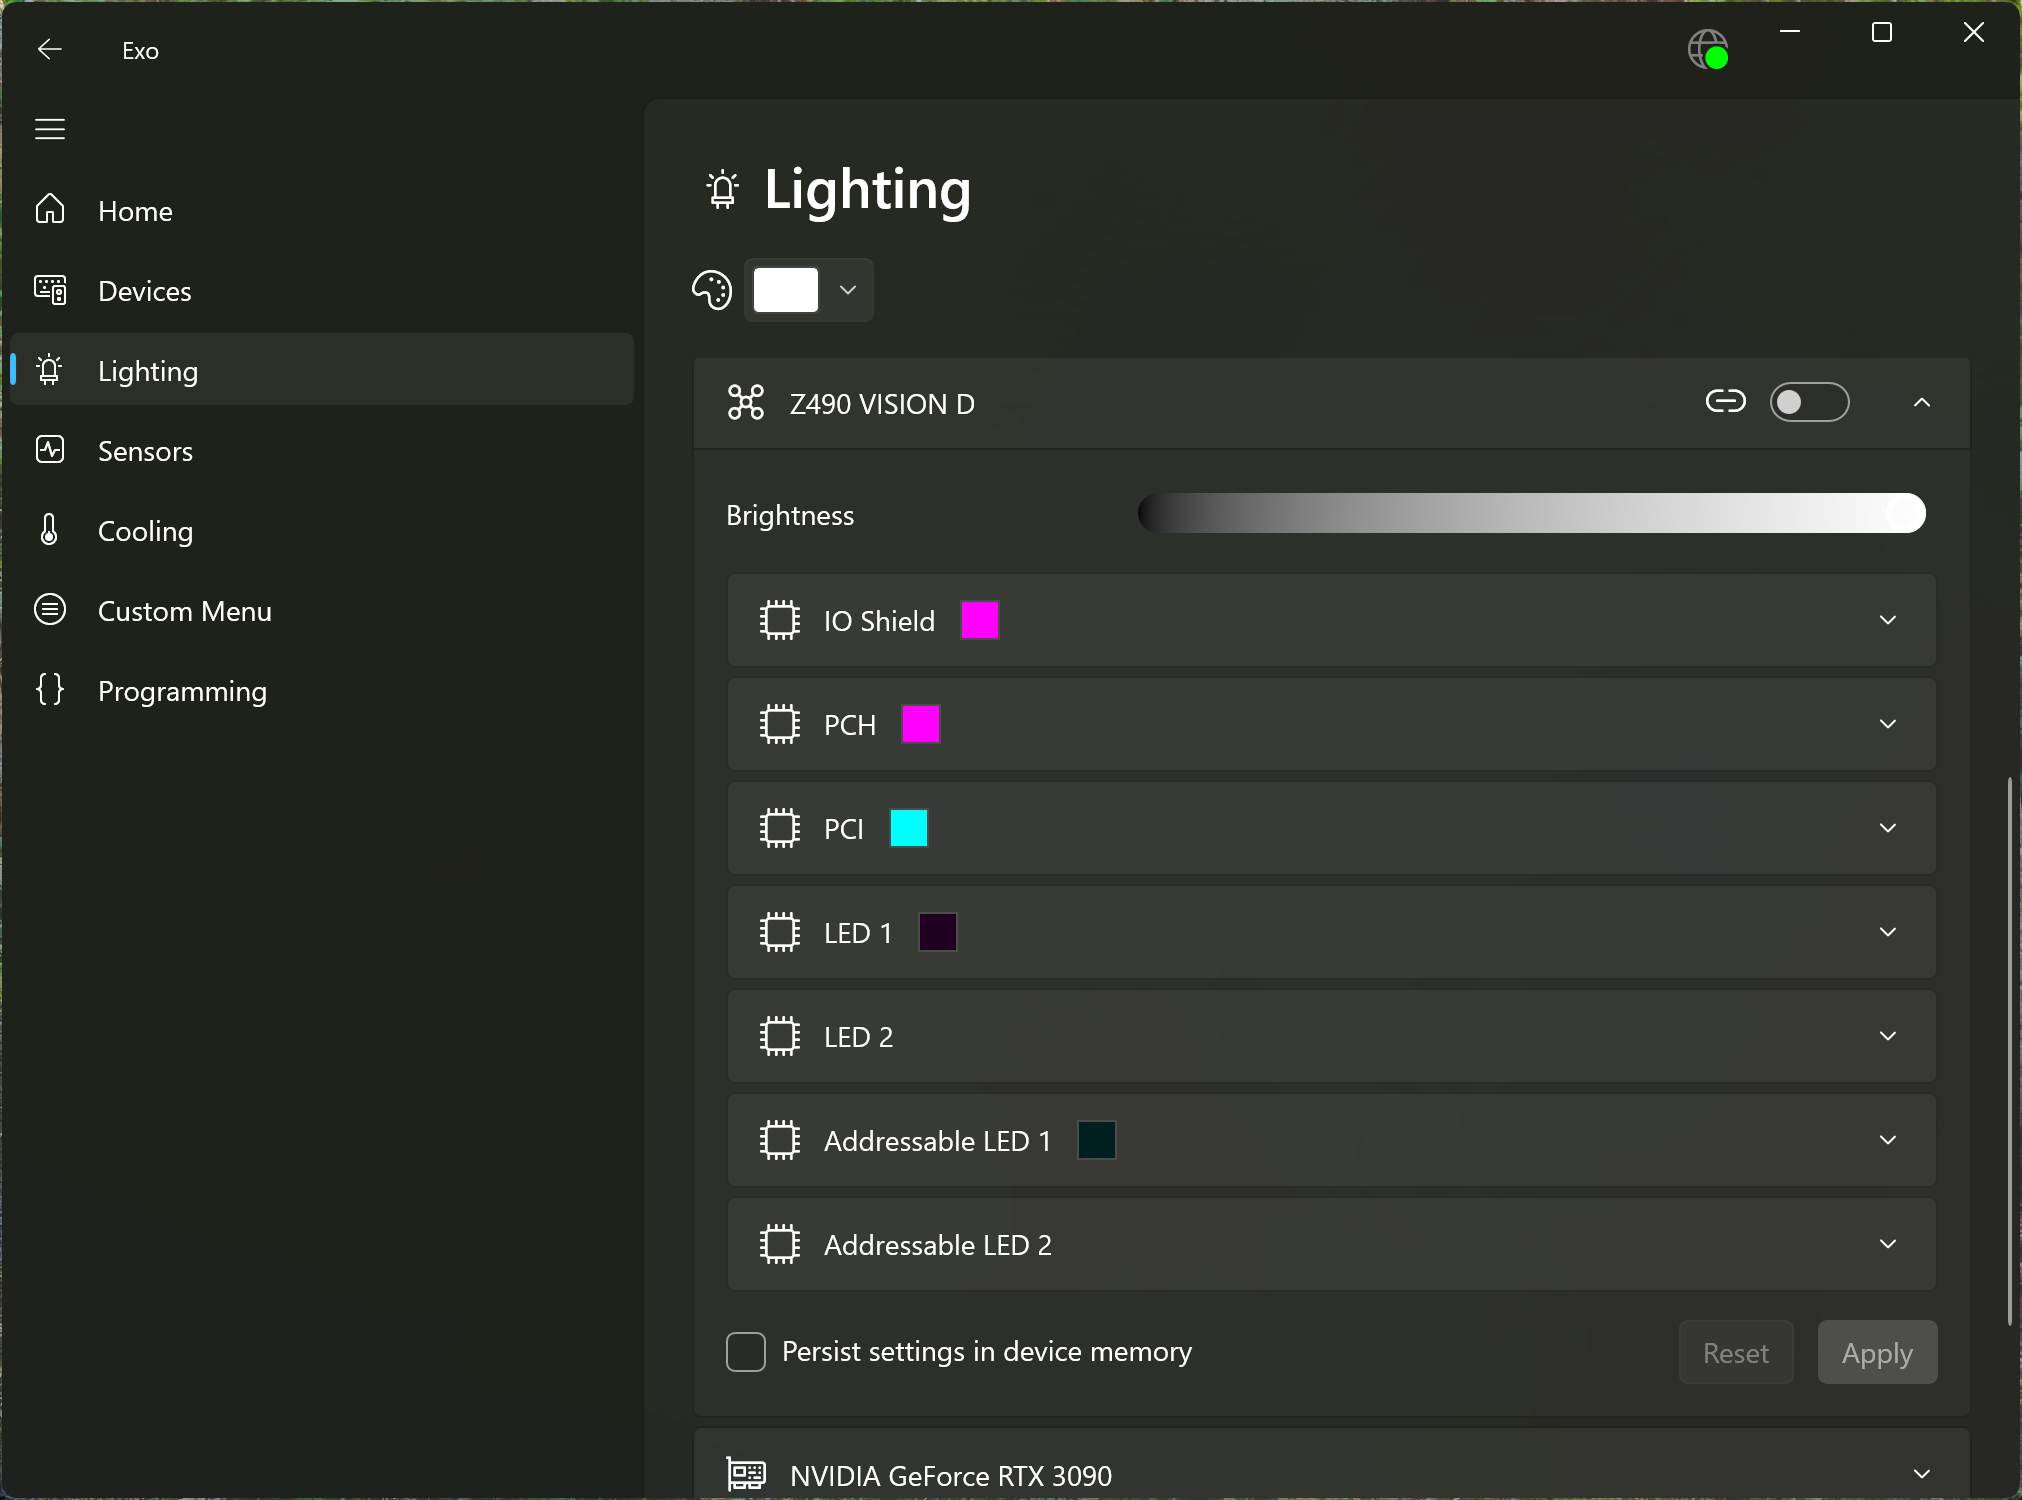 Exo
Home
Devices
Lighting
Sensors
Cooling
Custom Menu
Programming
Lighting
Z490 VISION D
Brightness
IO Shield
PCH
PCI
LED 1
LED 2
Addressable LED 1
Addressable LED 2
Persist settings in device memory
Reset
Apply
NVIDIA GeForce RTX 3090